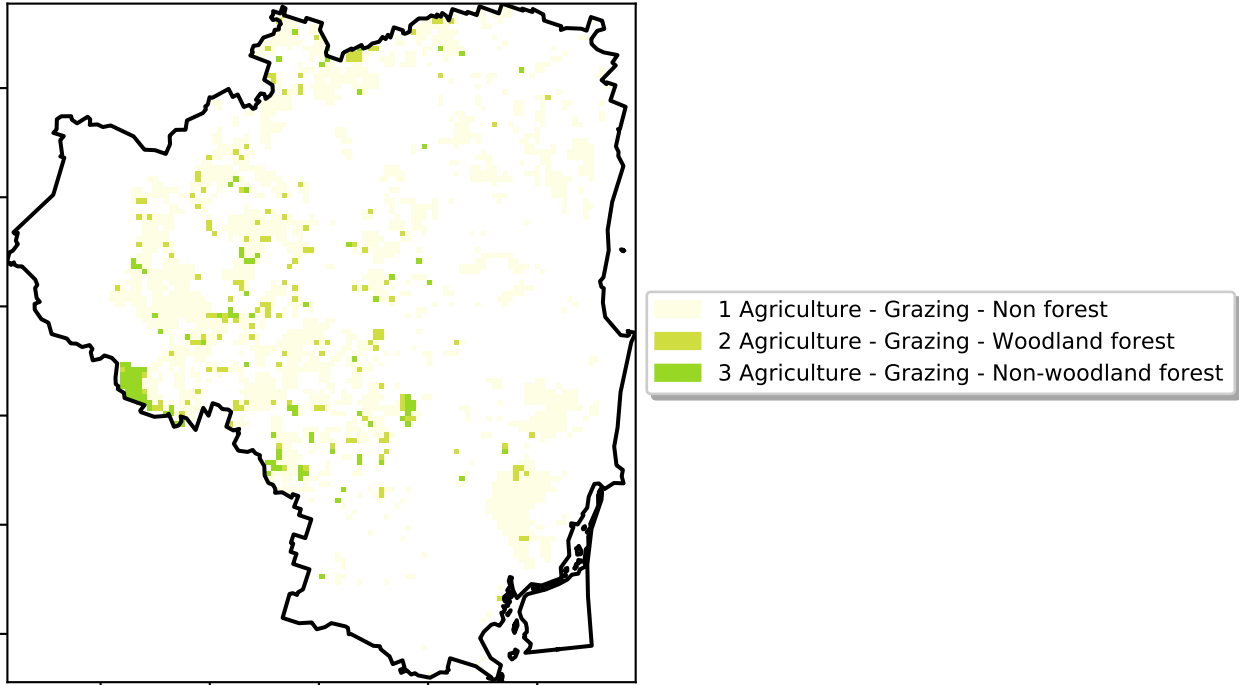 1 Agriculture - Grazing - Non forest
2 Agriculture - Grazing - Woodland forest
3 Agriculture - Grazing - Non-woodland forest